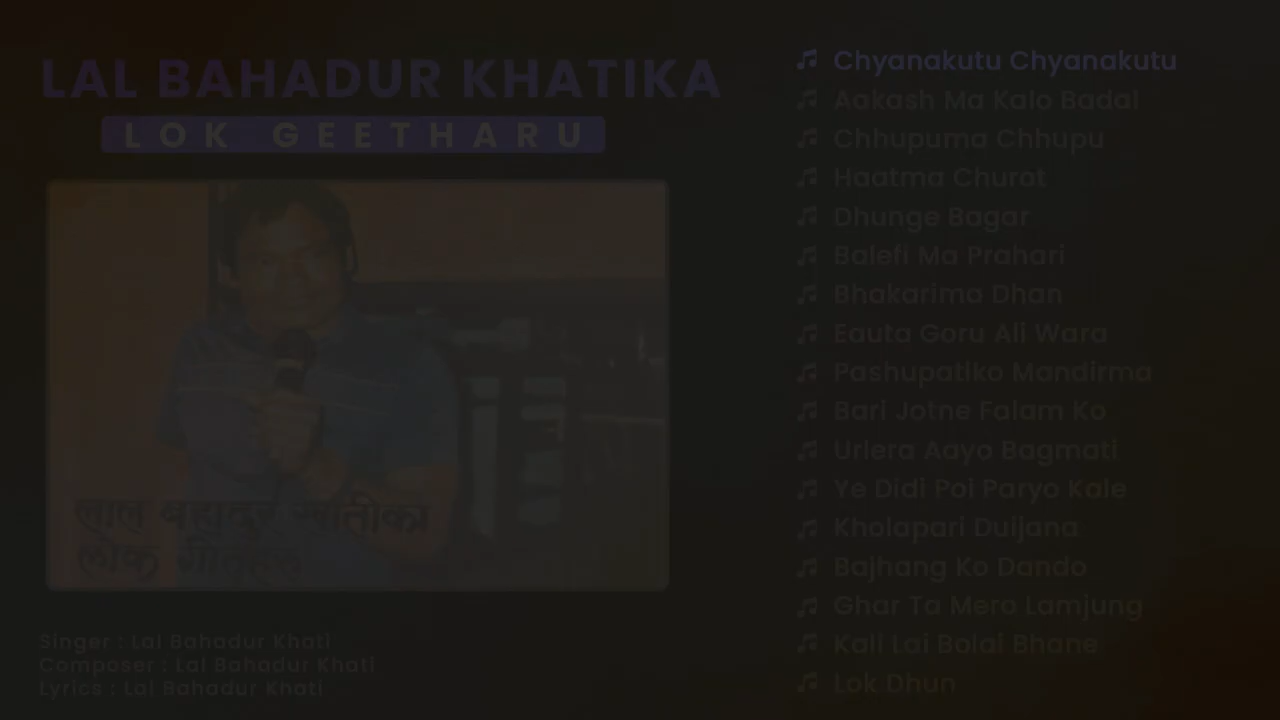 LAL BAHADUR KHATIKA
LOK GEETHARU
लाल बहादुर खातीका
लोक गीतहरु
Singer : Lal Bahadur Khati
Composer : Lal Bahadur Khati
Lyrics : Lal Bahadur Khati
Chyanakutu Chyanakutu
Aakash Ma Kalo Badal
Chhupuma Chhupu
Haatma Churot
Dhunge Bagar
Balefi Ma Prahari
Bhakarima Dhan
Eauta Goru Ali Wara
Pashupatiko Mandirma
Bari Jotne Falam Ko
Urlera Aayo Bagmati
Ye Didi Poi Paryo Kale
Kholapari Duljana
Bajhang Ko Dando
Ghar Ta Mero Lamjung
Kali Lai Bolai Bhane
Lok Dhun